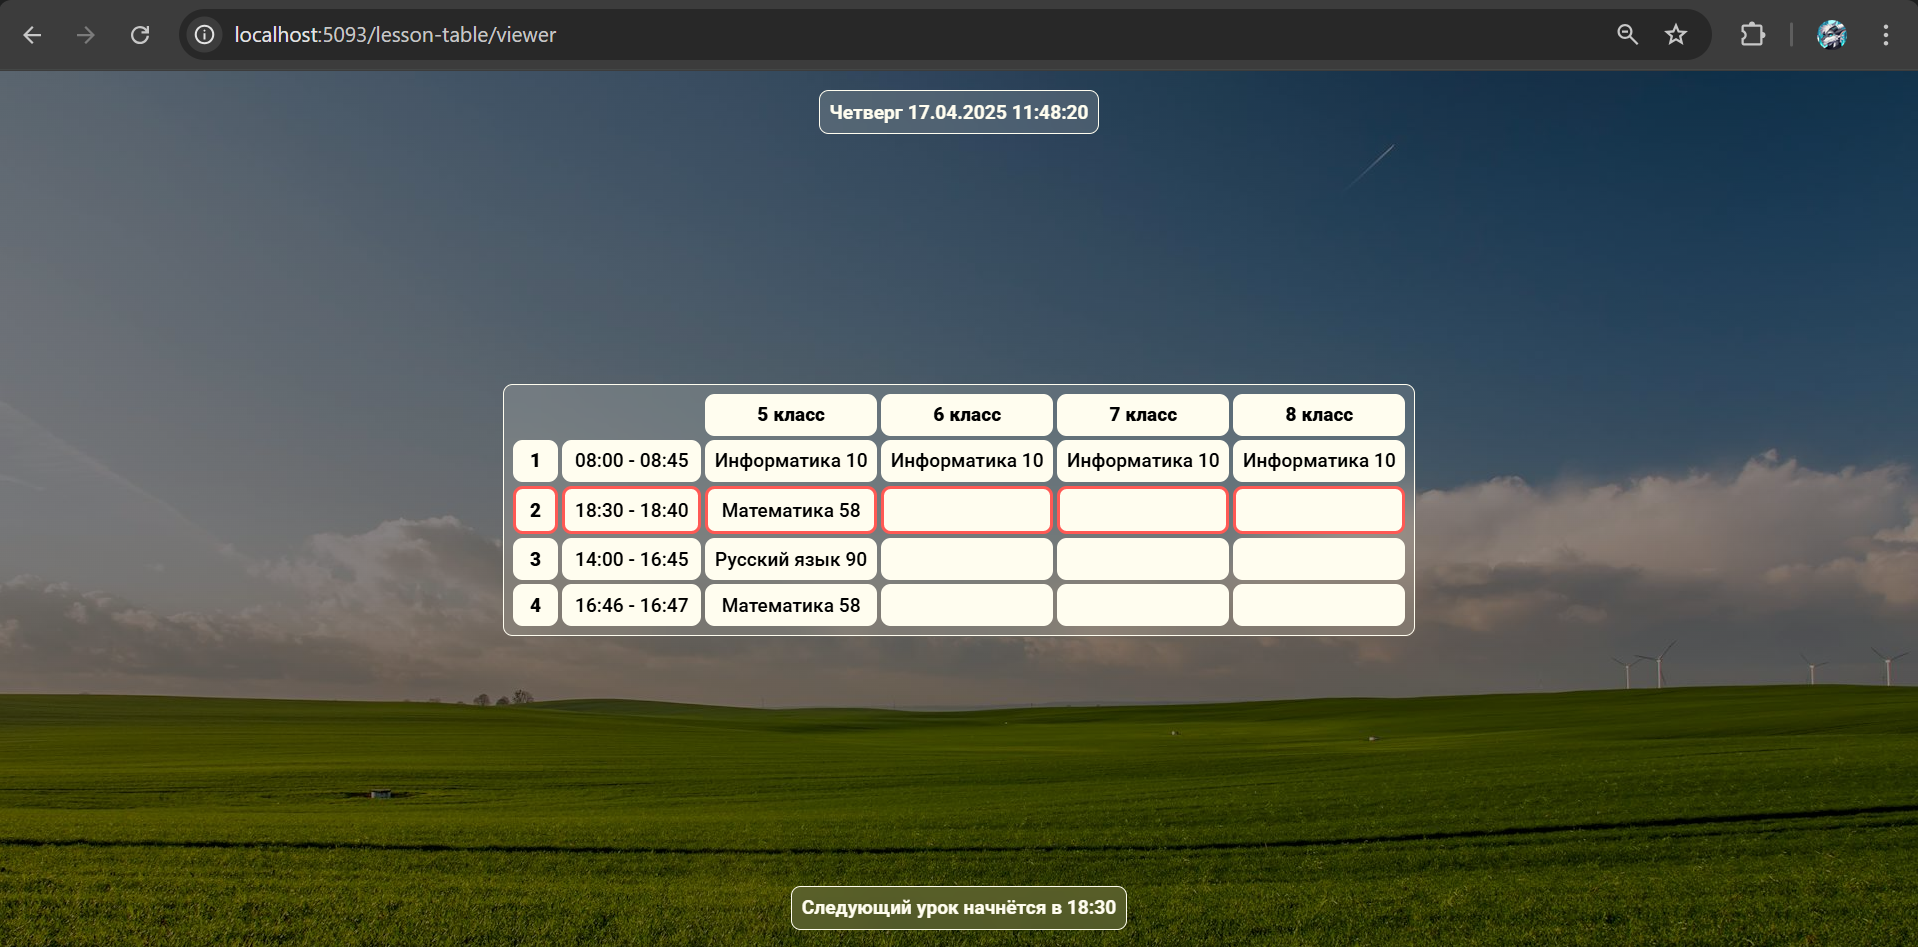 localhost:5093/lesson-table/viewer
Четверг 17.04.2025 11:48:20
5 класс 6 класс 7 класс 8 класс
1 08:00 - 08:45 Информатика 10 Информатика 10 Информатика 10 Информатика 10
2 18:30 - 18:40 Математика 58
3 14:00 - 16:45 Русский язык 90
4 16:46 - 16:47 Математика 58
Следующий урок начнётся в 18:30